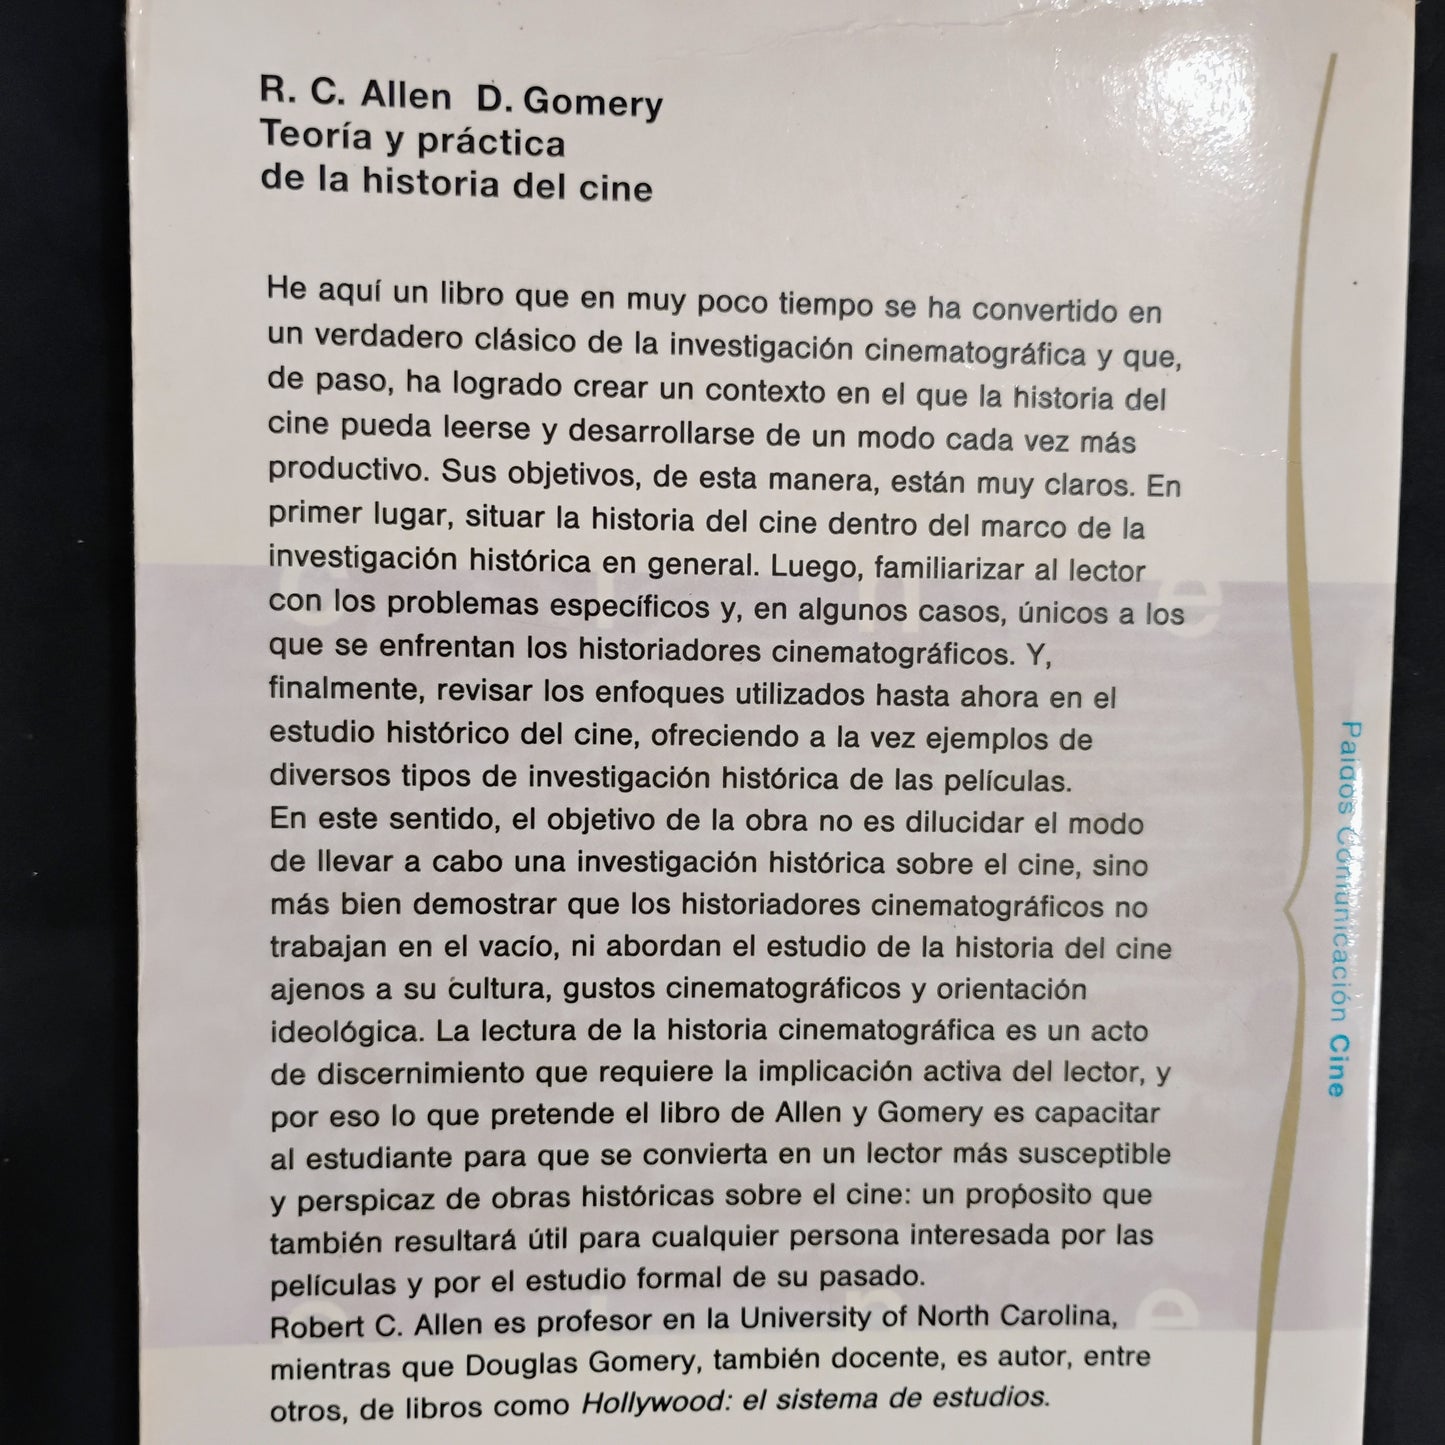 R. C. Allen D. Gomery
Teoría y práctica
de la historia del cine
He aquí un libro que en muy poco tiempo se ha convertido en
un verdadero clásico de la investigación cinematográfica y que,
de paso, ha logrado crear un contexto en el que la historia del
cine pueda leerse y desarrollarse de un modo cada vez más
productivo. Sus objetivos, de esta manera, están muy claros. En
primer lugar, situar la historia del cine dentro del marco de la
investigación histórica en general. Luego, familiarizar al lector
con los problemas específicos y, en algunos casos, únicos a los
que se enfrentan los historiadores cinematográficos. Y,
finalmente, revisar los enfoques utilizados hasta ahora en el
estudio histórico del cine, ofreciendo a la vez ejemplos de
diversos tipos de investigación histórica de las películas.
En este sentido, el objetivo de la obra no es dilucidar el modo
de llevar a cabo una investigación histórica sobre el cine, sino
más bien demostrar que los historiadores cinematográficos no
trabajan en el vacío, ni abordan el estudio de la historia del cine
ajenos a su cultura, gustos cinematográficos y orientación
ideológica. La lectura de la historia cinematográfica es un acto
de discernimiento que requiere la implicación activa del lector, y
por eso lo que pretende el libro de Allen y Gomery es capacitar
al estudiante para que se convierta en un lector más susceptible
y perspicaz de obras históricas sobre el cine: un propósito que
también resultará útil para cualquier persona interesada por las
películas y por el estudio formal de su pasado.
Robert C. Allen es profesor en la University of North Carolina,
mientras que Douglas Gomery, también docente, es autor, entre
otros, de libros como Hollywood: el sistema de estudios.
Paidós Comunicación Cine
cine